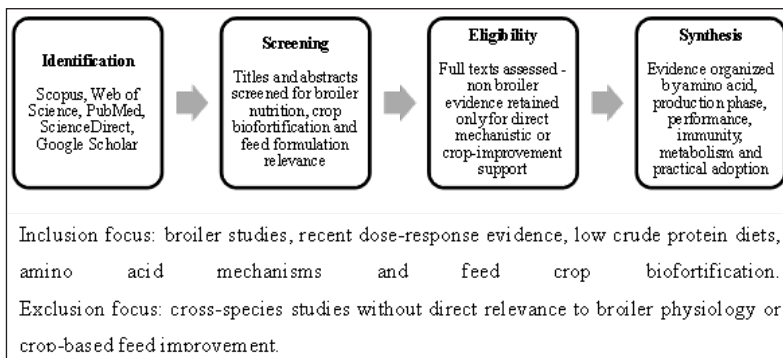 Identification
Scopus, Web of
Science, PubMed,
ScienceDirect,
Google Scholar
Screening
Titles and abstracts
screened for broiler
nutrition, crop
biofortification and
feed formulation
relevance
Eligibility
Full texts assessed -
non broiler
evidence retained
only for direct
mechanistic or
crop-improvement
support
Synthesis
Evidence organized
by amino acid,
production phase,
performance,
immunity,
metabolism and
practical adoption
Inclusion focus: broiler studies, recent dose-response evidence, low crude protein diets,
amino acid mechanisms and feed crop biofortification.
Exclusion focus: cross-species studies without direct relevance to broiler physiology or
crop-based feed improvement.